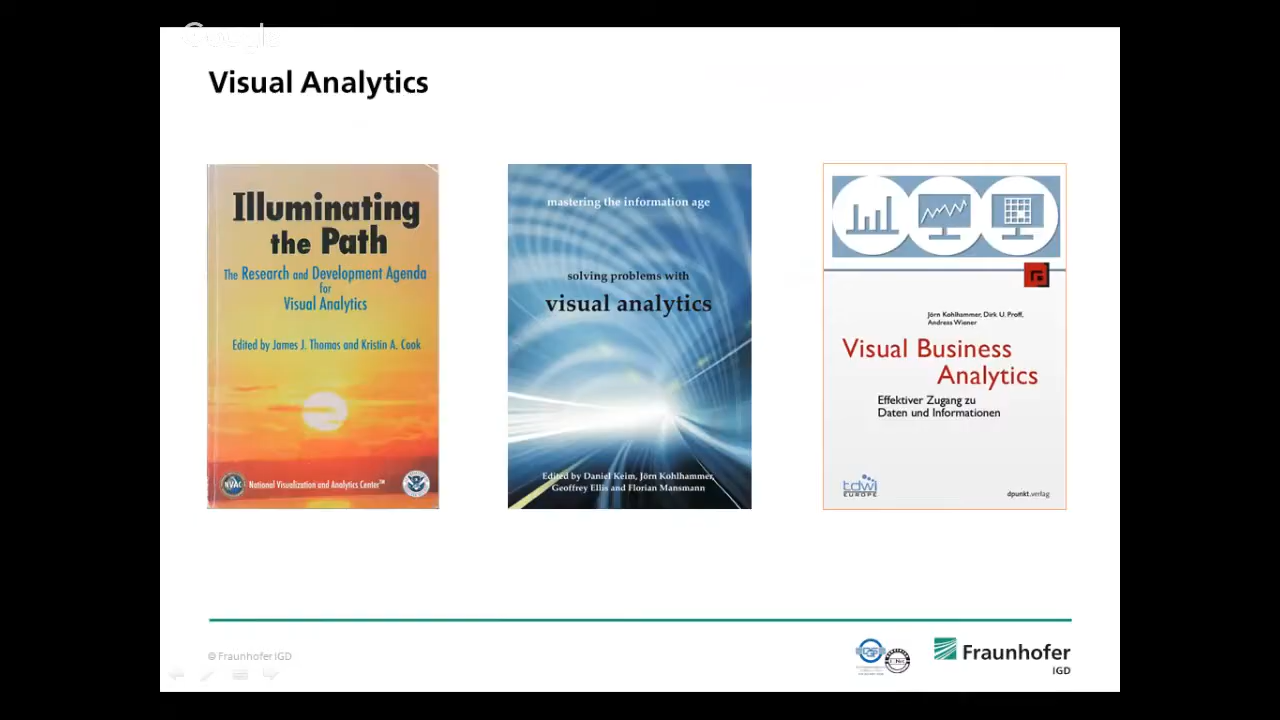 Google
Visual Analytics
Illuminating
the Path
The Research and Development Agenda
for
Visual Analytics
Edited by James J. Thomas and Kristin A. Cook
NVAC
National Visualization and Analytics Center™
mastering the information age
solving problems with
visual analytics
Edited by Daniel Keim, Jörn Kohlhammer,
Geoffrey Ellis and Florian Mansmann
Jörn Kohlhammer, Dirk U. Proff,
Andreas Wiener
Visual Business
Analytics
Effektiver Zugang zu
Daten und Informationen
tdwi
EUROPE
dpunkt.verlag
© Fraunhofer IGD
Fraunhofer
IGD